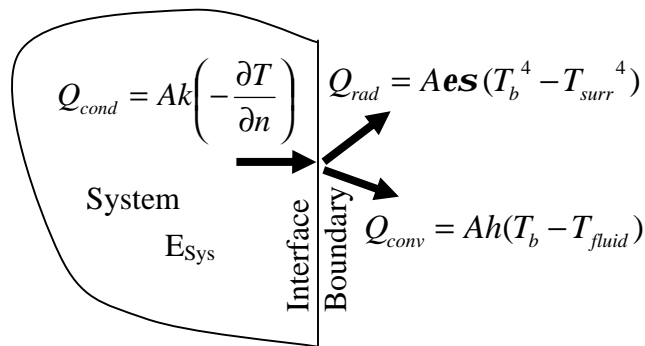 Q_cond = Ak(-∂T/∂n)
Q_rad = Aes(T_b^4 - T_surr^4)
System
E_Sys
Interface
Boundary
Q_conv = Ah(T_b - T_fluid)